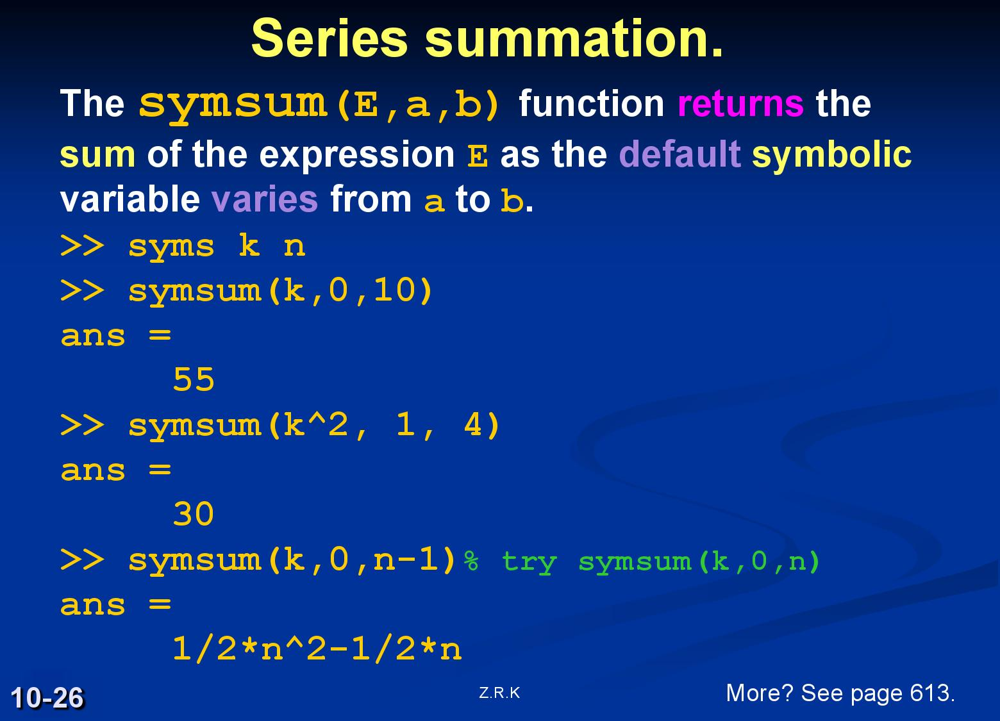 Series summation.
The symsum(E,a,b) function returns the
sum of the expression E as the default symbolic
variable varies from a to b.
>> syms k n
>> symsum(k,0,10)
ans =
55
>> symsum(k^2, 1, 4)
ans =
30
>> symsum(k,0,n-1)% try symsum(k,0,n)
ans =
1/2*n^2-1/2*n
10-26
Z.R.K
More? See page 613.